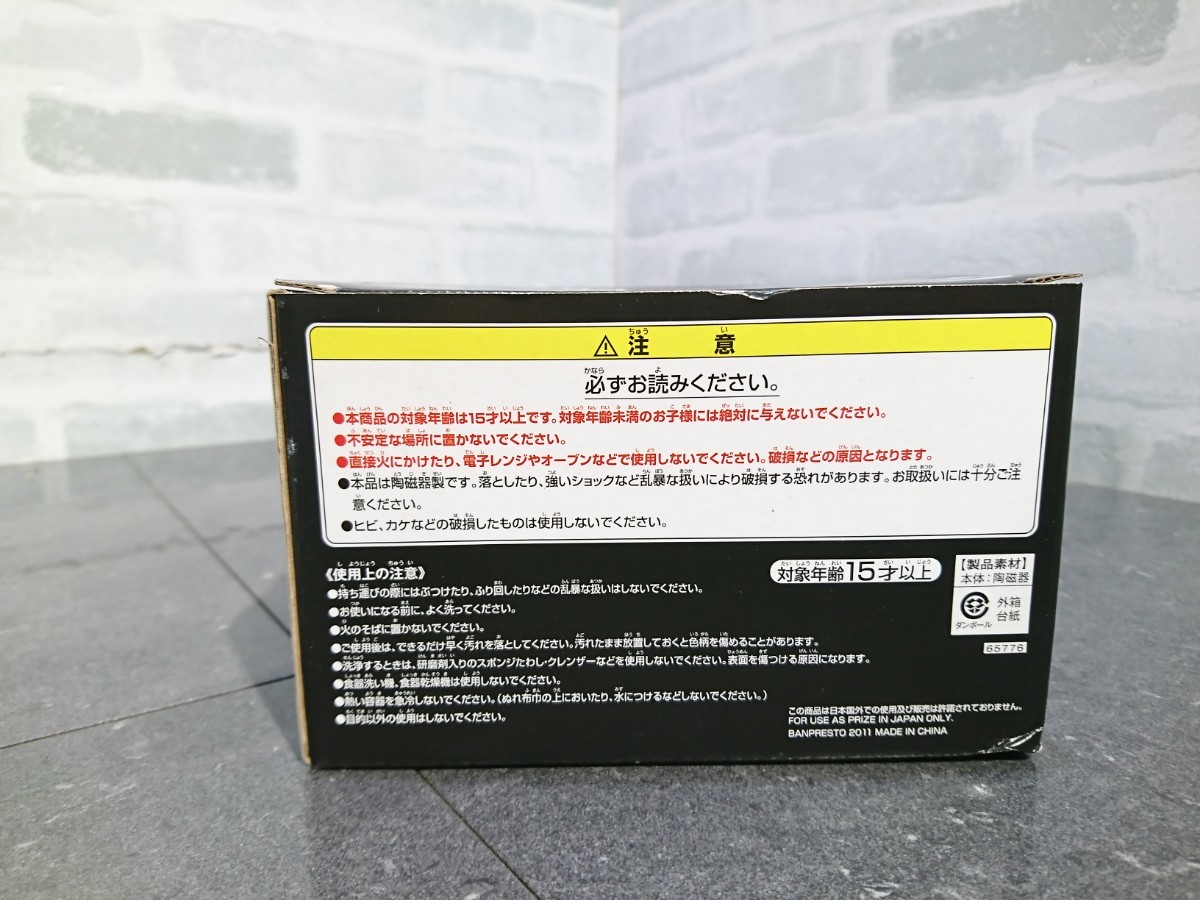 ⚠注意
必ずお読みください。
●本商品の対象年齢は15才以上です。対象年齢未満のお子様には絶対に与えないでください。
●不安定な場所に置かないでください。
●直接火にかけたり、電子レンジやオーブンなどで使用しないでください。破損などの原因となります。
●本品は陶磁器製です。落としたり、強いショックなど乱暴な扱いにより破損する恐れがあります。お取扱いには十分ご注
意ください。
●ヒビ、カケなどの破損したものは使用しないでください。
《使用上の注意》
●持ち運びの際にはぶつけたり、ふり回したりなどの乱暴な扱いはしないでください。
●お使いになる前に、よく洗ってください。
●火のそばに置かないでください。
●ご使用後は、できるだけ早く汚れを落としてください。汚れたまま放置しておくと色柄を傷めることがあります。
●洗浄するときは、研磨剤入りのスポンジたわし・クレンザーなどを使用しないでください。表面を傷つける原因になります。
●食器洗い機、食器乾燥機は使用しないでください。
●熱い容器を急冷しないでください。(ぬれ布巾の上においたり、水につけるなどしないでください。)
●目的以外の使用はしないでください。
対象年齢15才以上
【製品素材】
本体:陶磁器
ダンボール
外箱
台紙
65776
この商品は日本国外での使用及び販売は許諾されておりません。
FOR USE AS PRIZE IN JAPAN ONLY.
BANPRESTO 2011 MADE IN CHINA